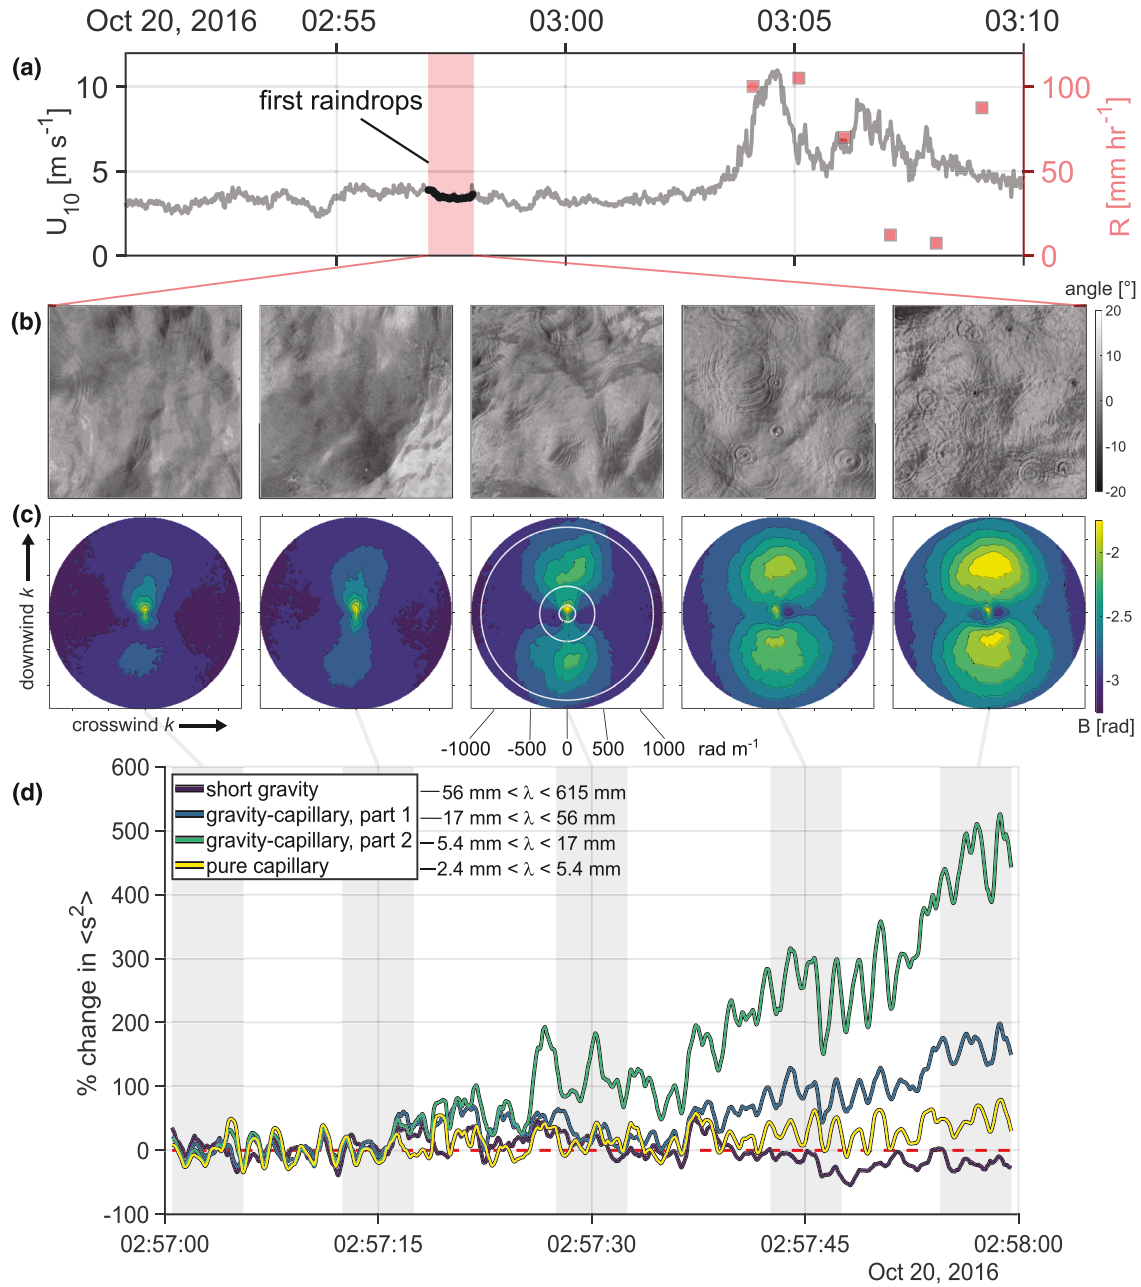 Oct 20, 2016 02:55 03:00 03:05 03:10
(a)
10 100
first raindrops
U10 [m s-1]
5 50
R [mm hr-1]
0 0
angle [°]
(b)
20
10
0
-10
-20
(c)
downwind k
-2
-2.5
-3
crosswind k
B [rad]
-1000 -500 0 500 1000 rad m-1
(d)
600
short gravity 56 mm < λ < 615 mm
gravity-capillary, part 1 17 mm < λ < 56 mm
gravity-capillary, part 2 5.4 mm < λ < 17 mm
pure capillary 2.4 mm < λ < 5.4 mm
500
400
% change in <s2>
300
200
100
0
-100
02:57:00 02:57:15 02:57:30 02:57:45 02:58:00
Oct 20, 2016